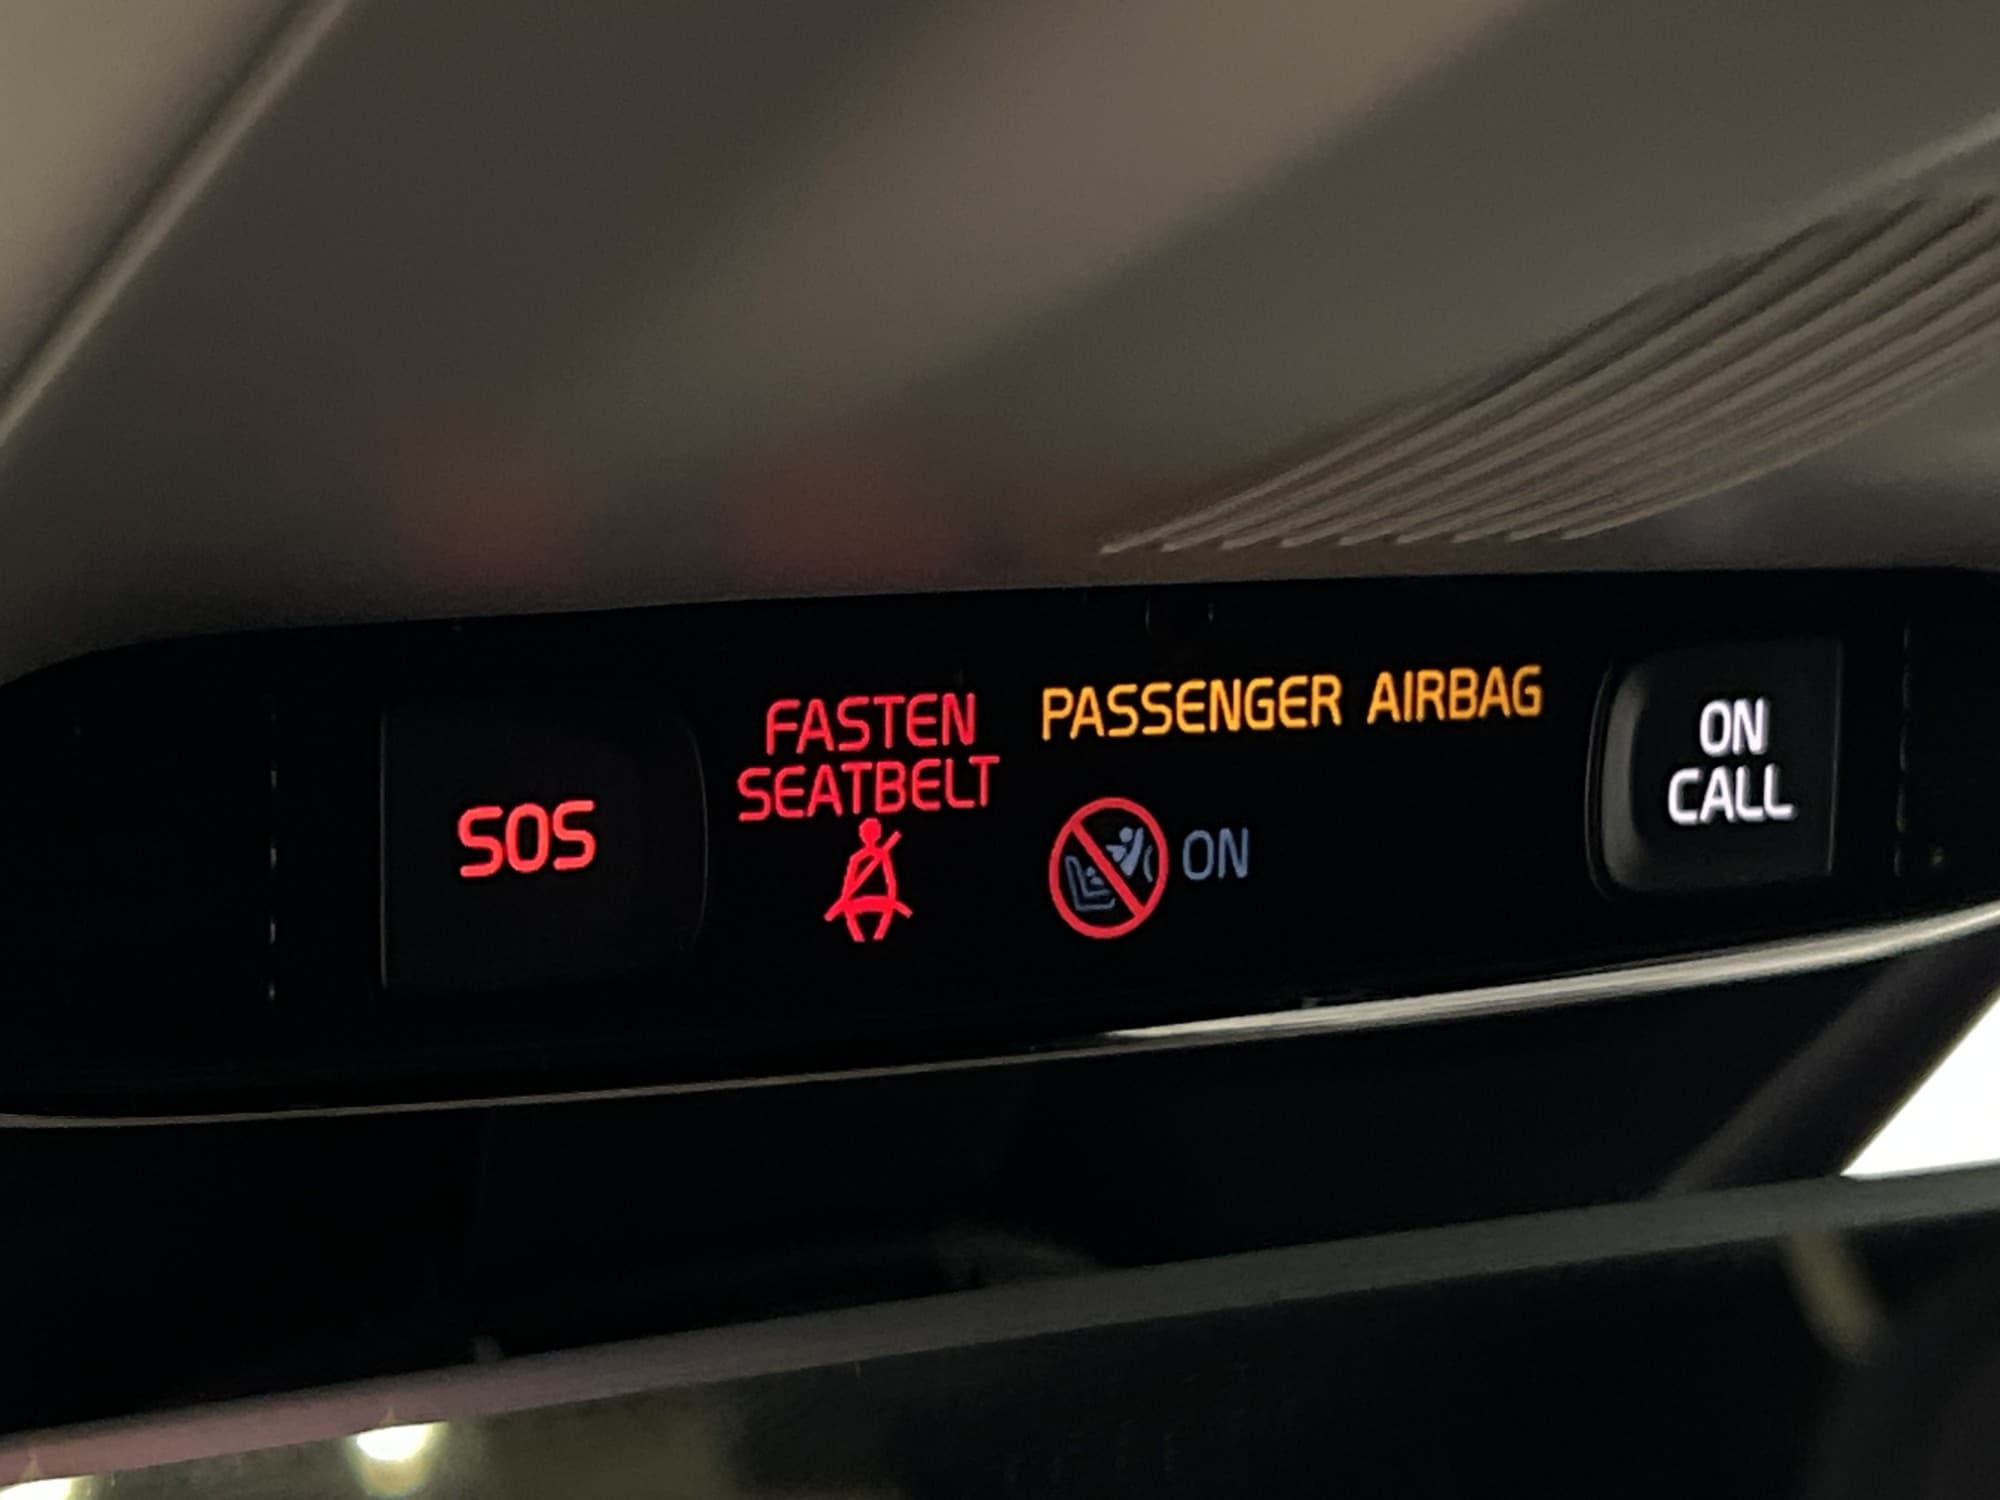 SOS
FASTEN
SEATBELT
PASSENGER AIRBAG
ON
ON
CALL